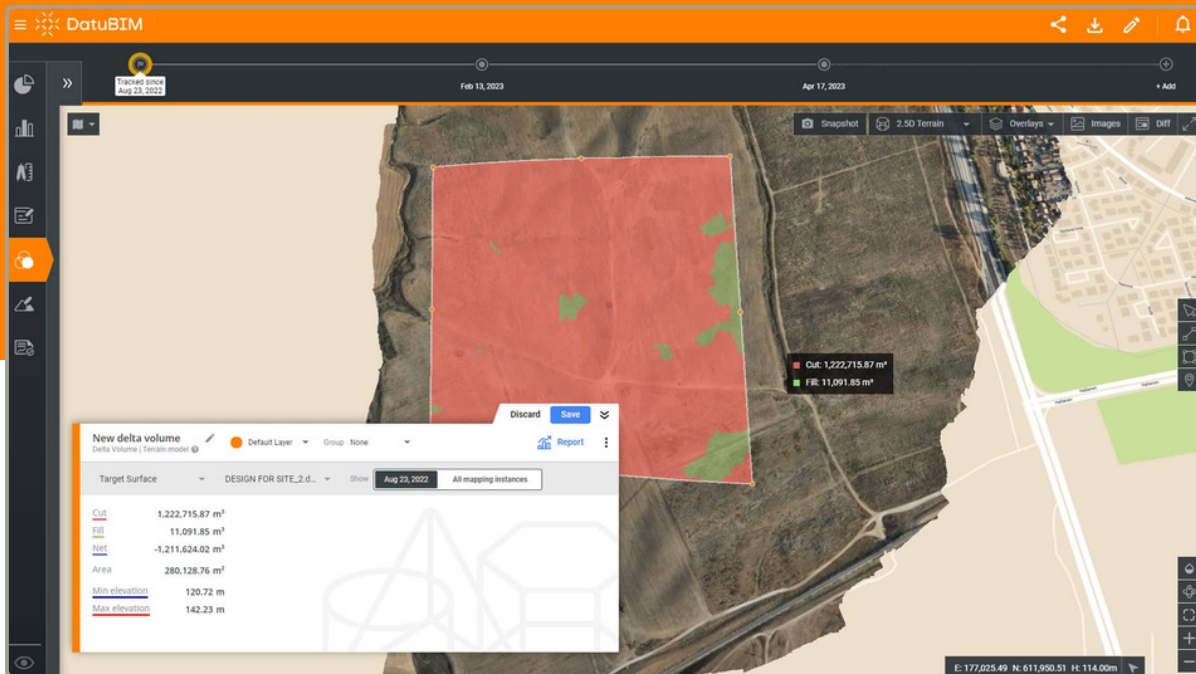 DatuBIM
Tracked since
Aug 23, 2022
Feb 13, 2023
Apr 17, 2023
+ Add
Snapshot
2.5D Terrain
Overlays
Images
Diff
Cut: 1,222,715.87 m³
Fill: 11,091.85 m³
Discard
Save
New delta volume
Default Layer
Group
None
Report
Delta Volume | Terrain model
Target Surface
DESIGN FOR SITE_2.d...
Show
Aug 23, 2022
All mapping instances
Cut 1,222,715.87 m³
Fill 11,091.85 m³
Net -1,211,624.02 m³
Area 280,128.76 m²
Min elevation 120.72 m
Max elevation 142.23 m
E: 177,025.49 N: 611,950.51 H: 114.00m